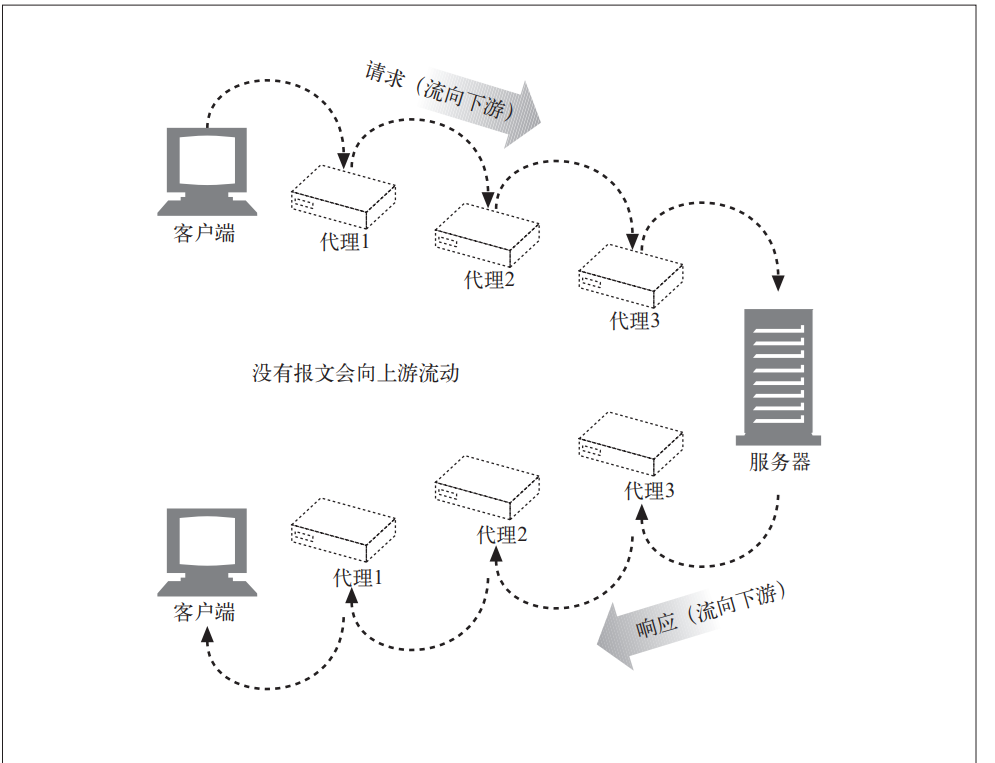 请求（流向下游）
客户端
代理1
代理2
代理3
没有报文会向上游流动
服务器
代理3
代理2
代理1
客户端
响应（流向下游）